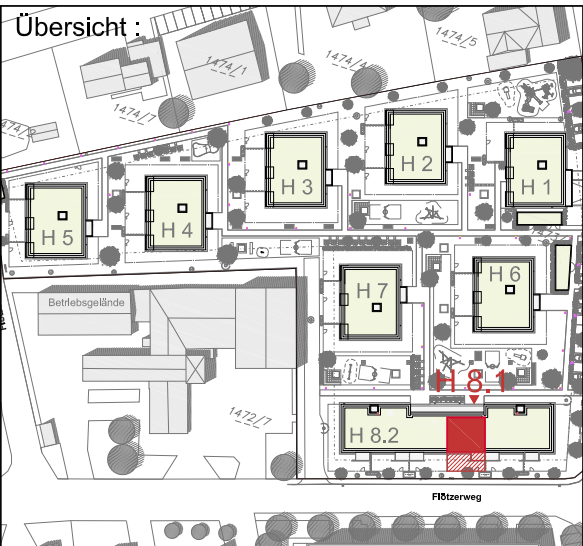 Übersicht :
1474/5
1474/4
1474/1
1474/7
1474
H 2
H 1
H 3
H 4
H 5
H 6
H 7
Betriebsgelände
H 8.1
1472/7
H 8.2
Flötzerweg